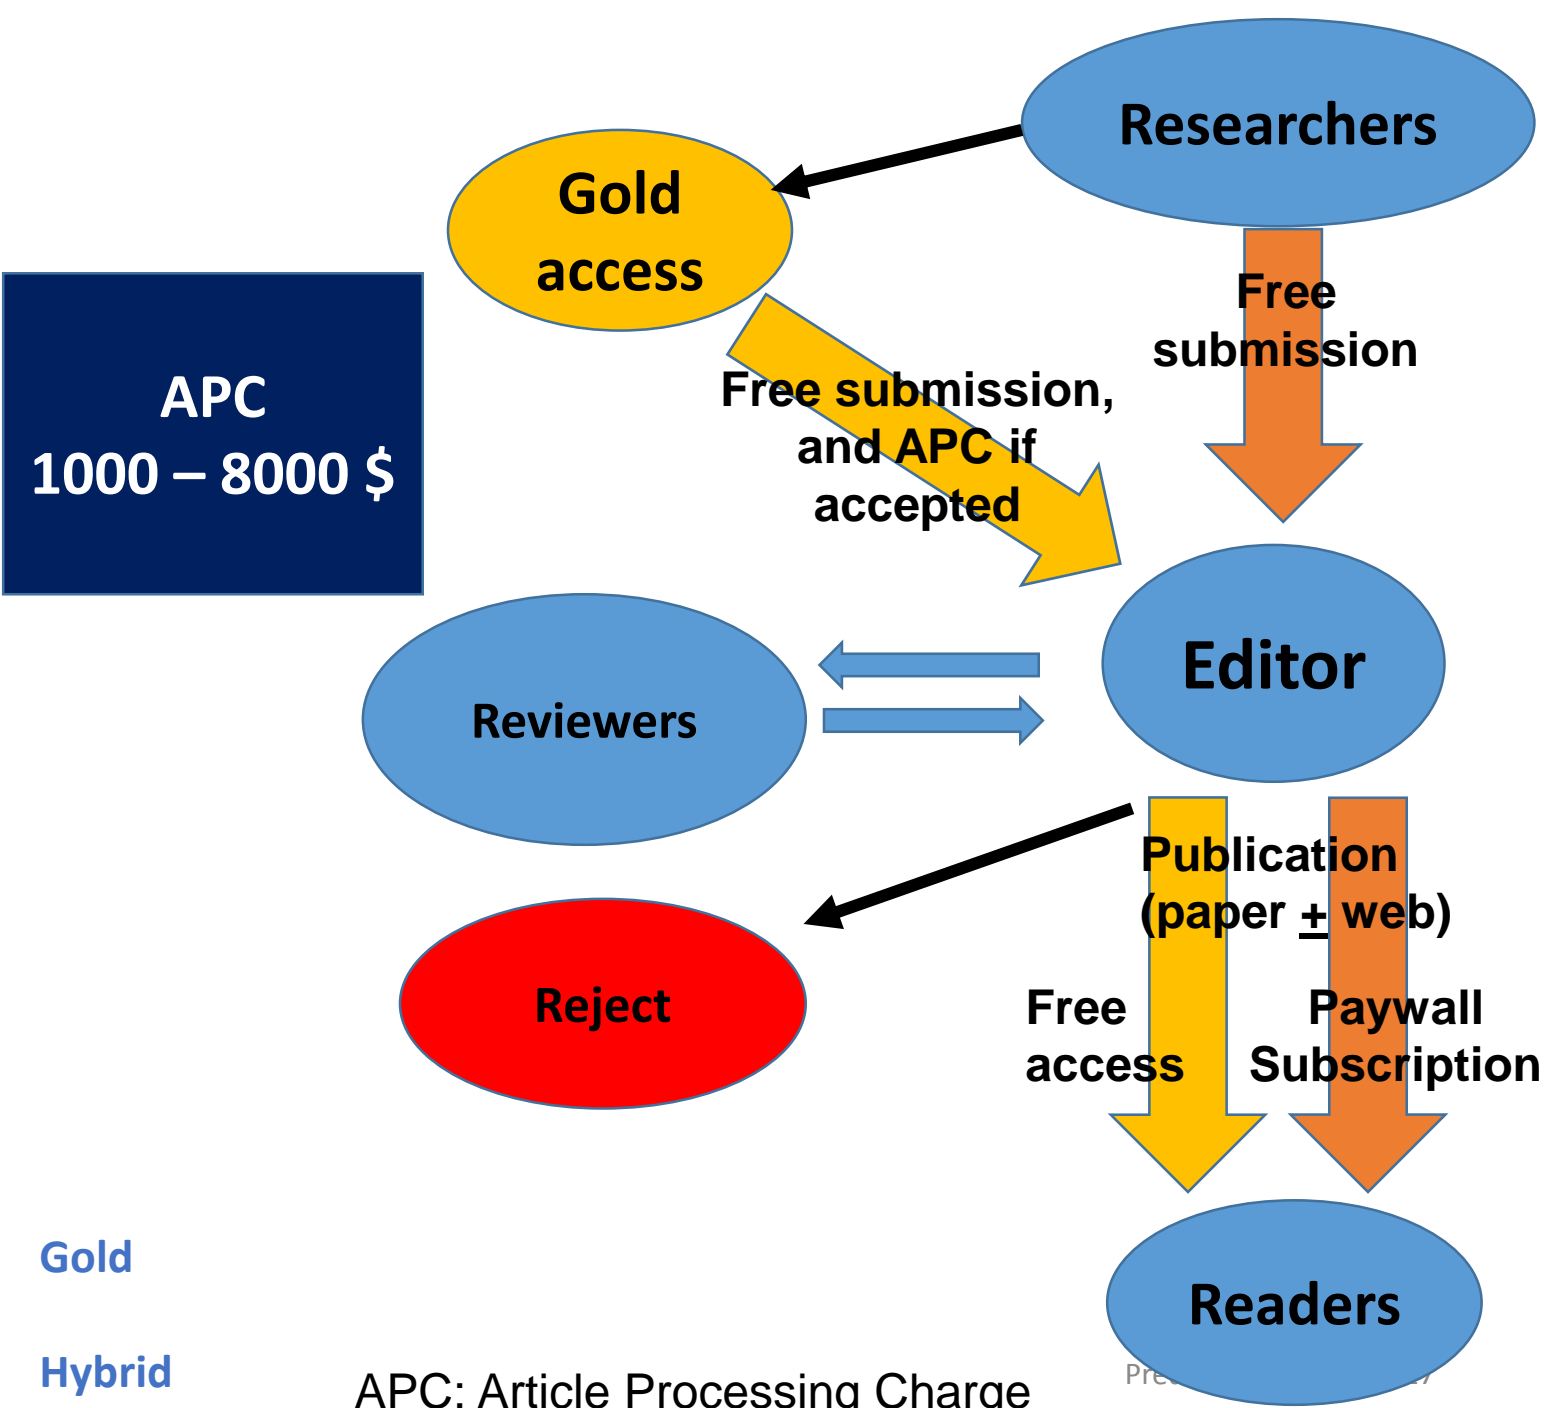 Researchers
Gold
access
Free
submission
APC
1000 – 8000 $
Free submission,
and APC if
accepted
Editor
Reviewers
Publication
(paper + web)
Reject
Free
access
Paywall
Subscription
Gold
Readers
Hybrid
APC: Article Processing Charge